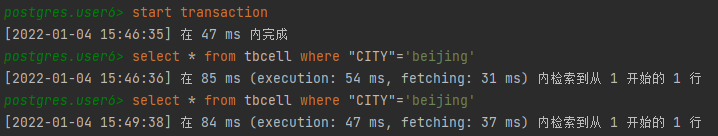 postgres.user6> start transaction
[2022-01-04 15:46:35] 在 47 ms 内完成
postgres.user6> select * from tbcell where "CITY"='beijing'
[2022-01-04 15:46:36] 在 85 ms (execution: 54 ms, fetching: 31 ms) 内检索到从 1 开始的 1 行
postgres.user6> select * from tbcell where "CITY"='beijing'
[2022-01-04 15:49:38] 在 84 ms (execution: 47 ms, fetching: 37 ms) 内检索到从 1 开始的 1 行